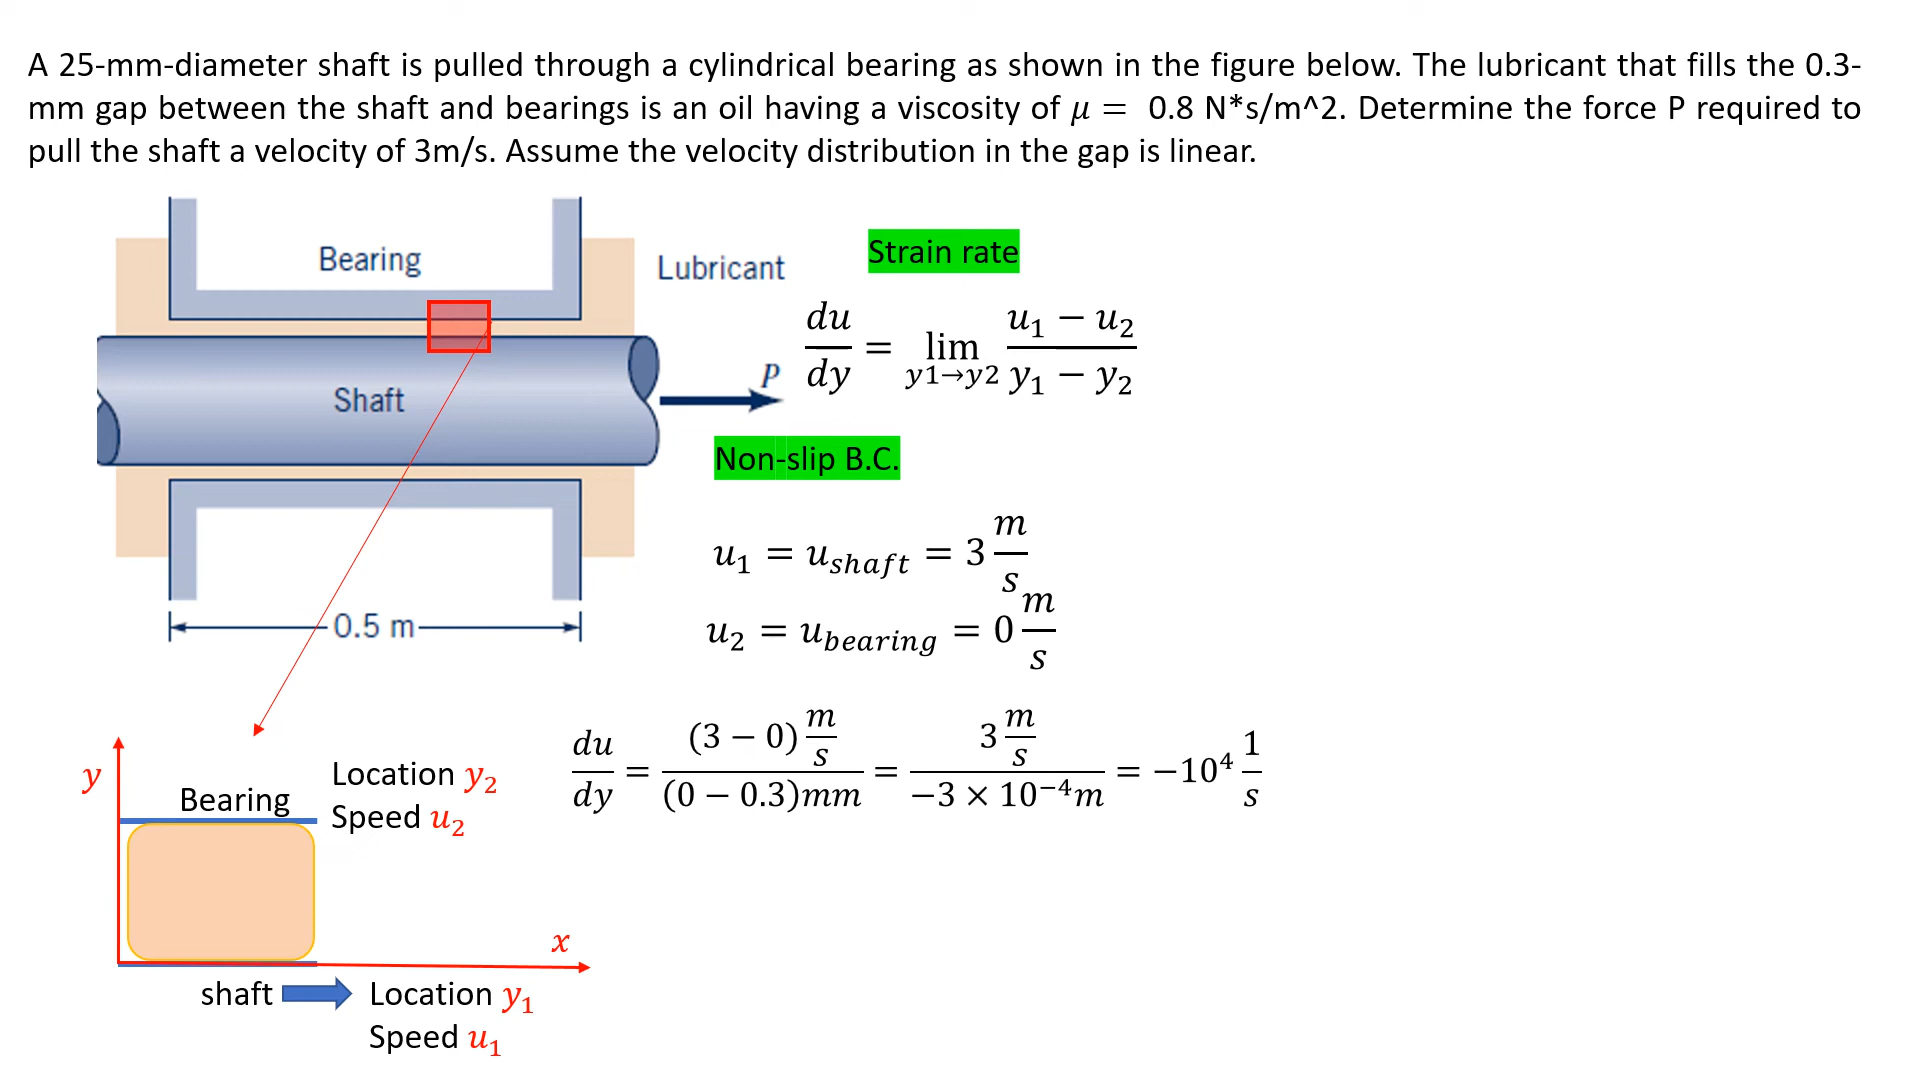 A 25-mm-diameter shaft is pulled through a cylindrical bearing as shown in the figure below. The lubricant that fills the 0.3-
mm gap between the shaft and bearings is an oil having a viscosity of μ = 0.8 N*s/m^2. Determine the force P required to
pull the shaft a velocity of 3m/s. Assume the velocity distribution in the gap is linear.
Bearing
Lubricant
Shaft
P
0.5 m
Strain rate
du/dy = lim y1→y2 (u₁ − u₂)/(y₁ − y₂)
Non-slip B.C.
u₁ = u_shaft = 3 m/s
u₂ = u_bearing = 0 m/s
du/dy = (3 − 0) m/s / (0 − 0.3)mm = 3 m/s / −3 × 10⁻⁴m = −10⁴ 1/s
y
Bearing
Location y₂
Speed u₂
x
shaft
Location y₁
Speed u₁